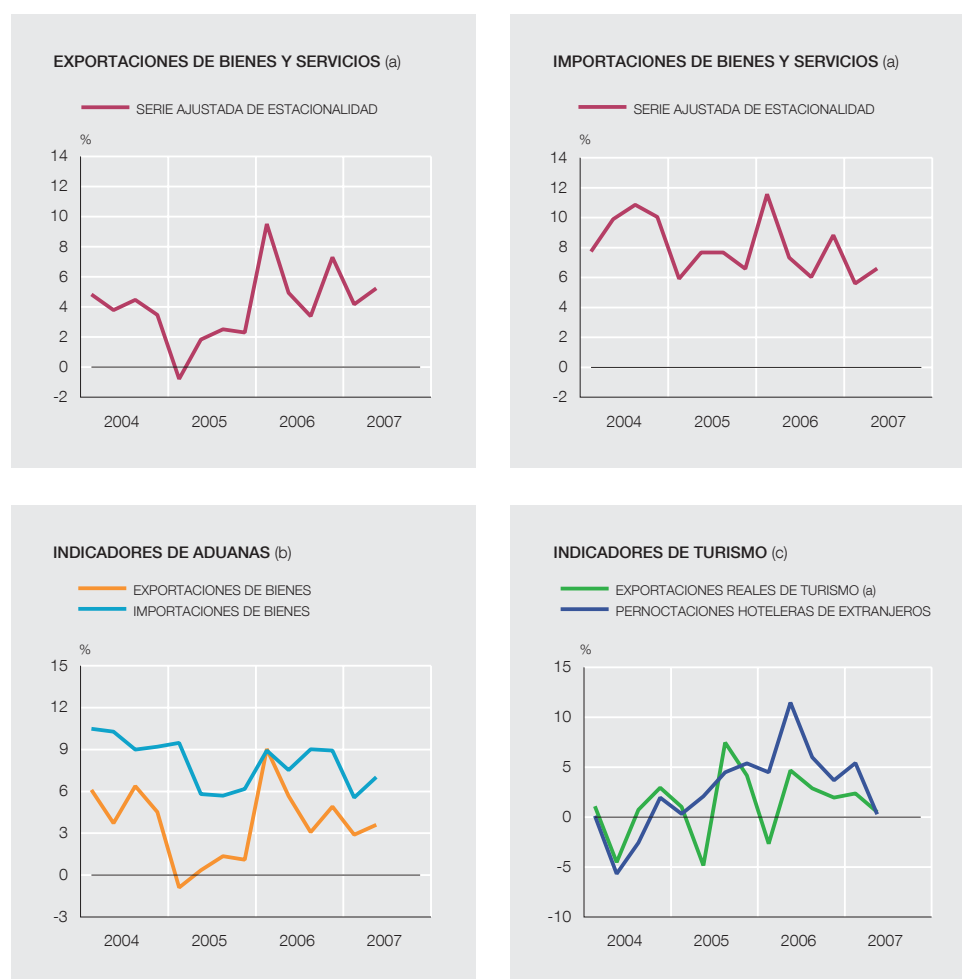 EXPORTACIONES DE BIENES Y SERVICIOS (a)
SERIE AJUSTADA DE ESTACIONALIDAD
%
14
12
10
8
6
4
2
0
-2
2004 2005 2006 2007
IMPORTACIONES DE BIENES Y SERVICIOS (a)
SERIE AJUSTADA DE ESTACIONALIDAD
%
14
12
10
8
6
4
2
0
-2
2004 2005 2006 2007
INDICADORES DE ADUANAS (b)
EXPORTACIONES DE BIENES
IMPORTACIONES DE BIENES
%
15
12
9
6
3
0
-3
2004 2005 2006 2007
INDICADORES DE TURISMO (c)
EXPORTACIONES REALES DE TURISMO (a)
PERNOCTACIONES HOTELERAS DE EXTRANJEROS
%
15
10
5
0
-5
-10
2004 2005 2006 2007